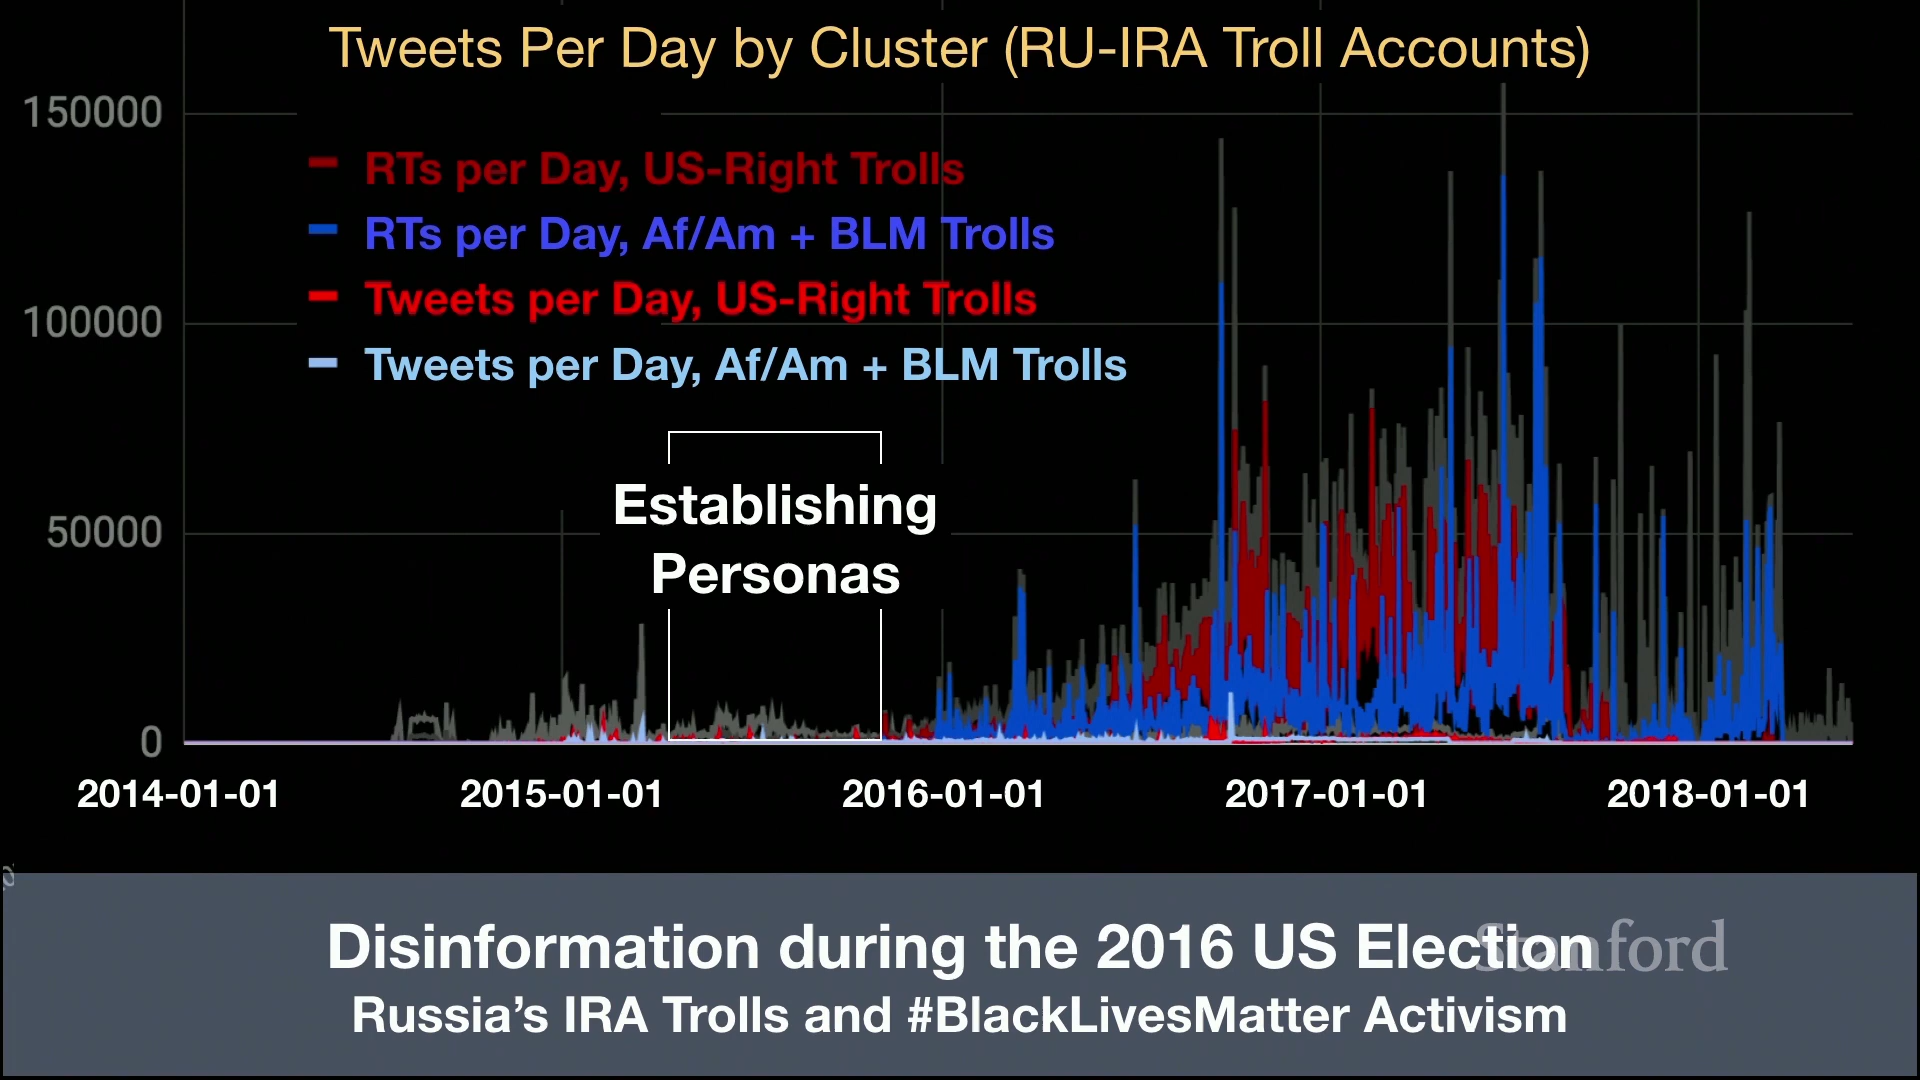 Tweets Per Day by Cluster (RU-IRA Troll Accounts)
150000
RTs per Day, US-Right Trolls
RTs per Day, Af/Am + BLM Trolls
100000
Tweets per Day, US-Right Trolls
Tweets per Day, Af/Am + BLM Trolls
Establishing
Personas
50000
0
2014-01-01 2015-01-01 2016-01-01 2017-01-01 2018-01-01
Disinformation during the 2016 US Election
Stanford
Russia’s IRA Trolls and #BlackLivesMatter Activism